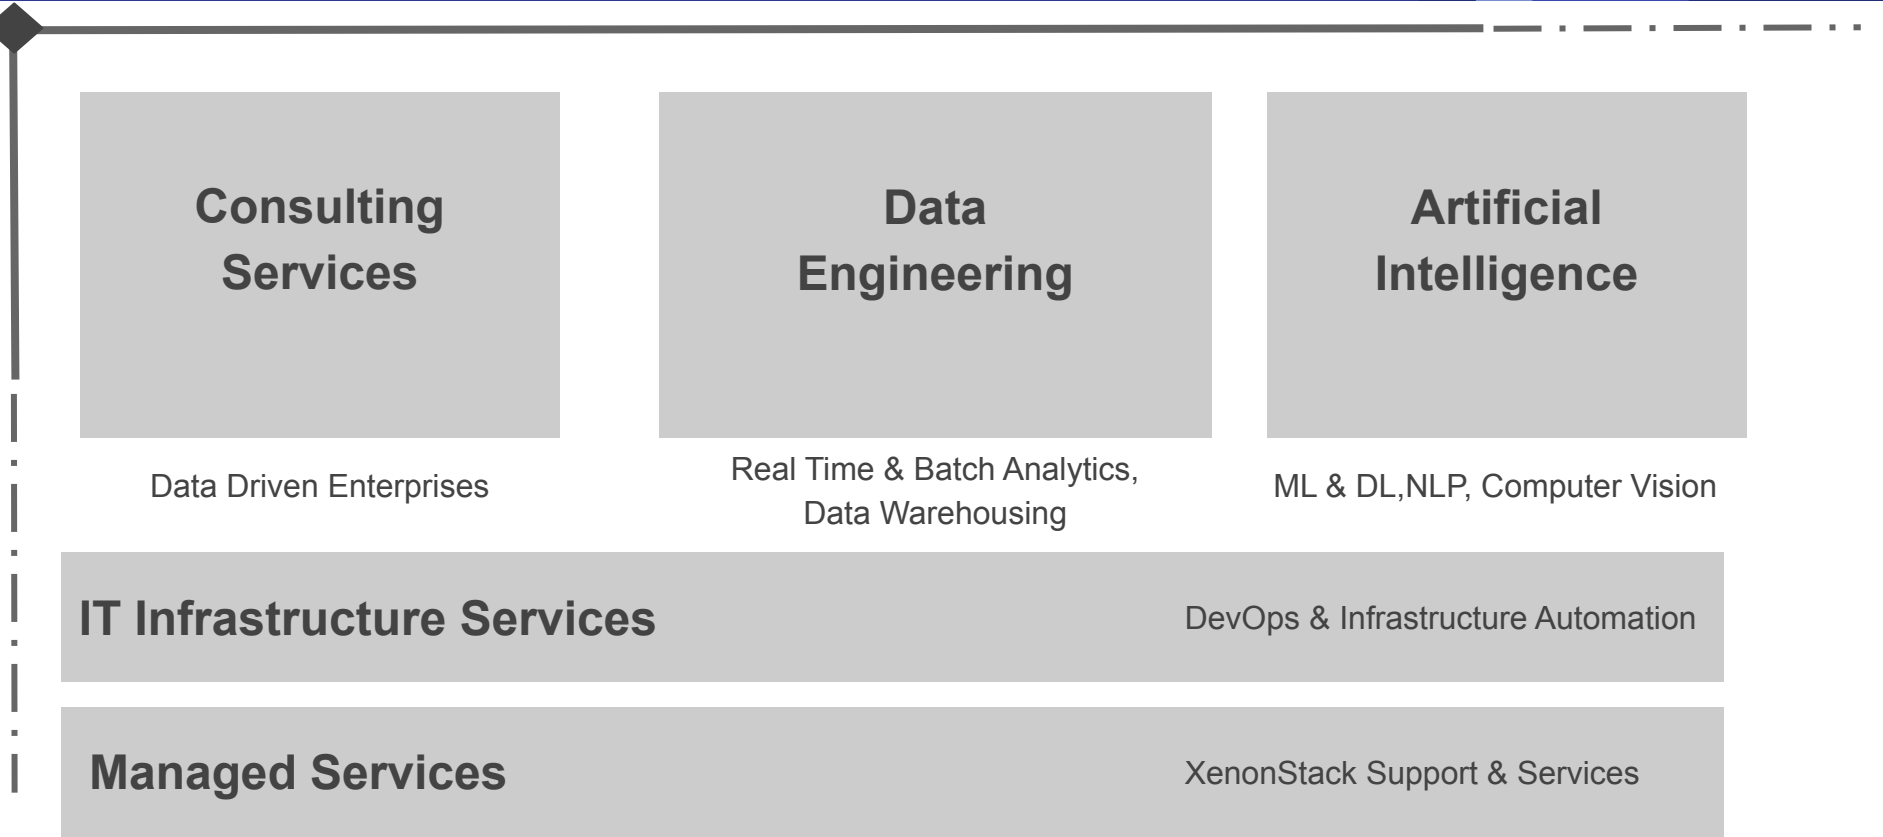 Consulting
Services
Data
Engineering
Artificial
Intelligence
Data Driven Enterprises
Real Time & Batch Analytics,
Data Warehousing
ML & DL,NLP, Computer Vision
IT Infrastructure Services
DevOps & Infrastructure Automation
Managed Services
XenonStack Support & Services